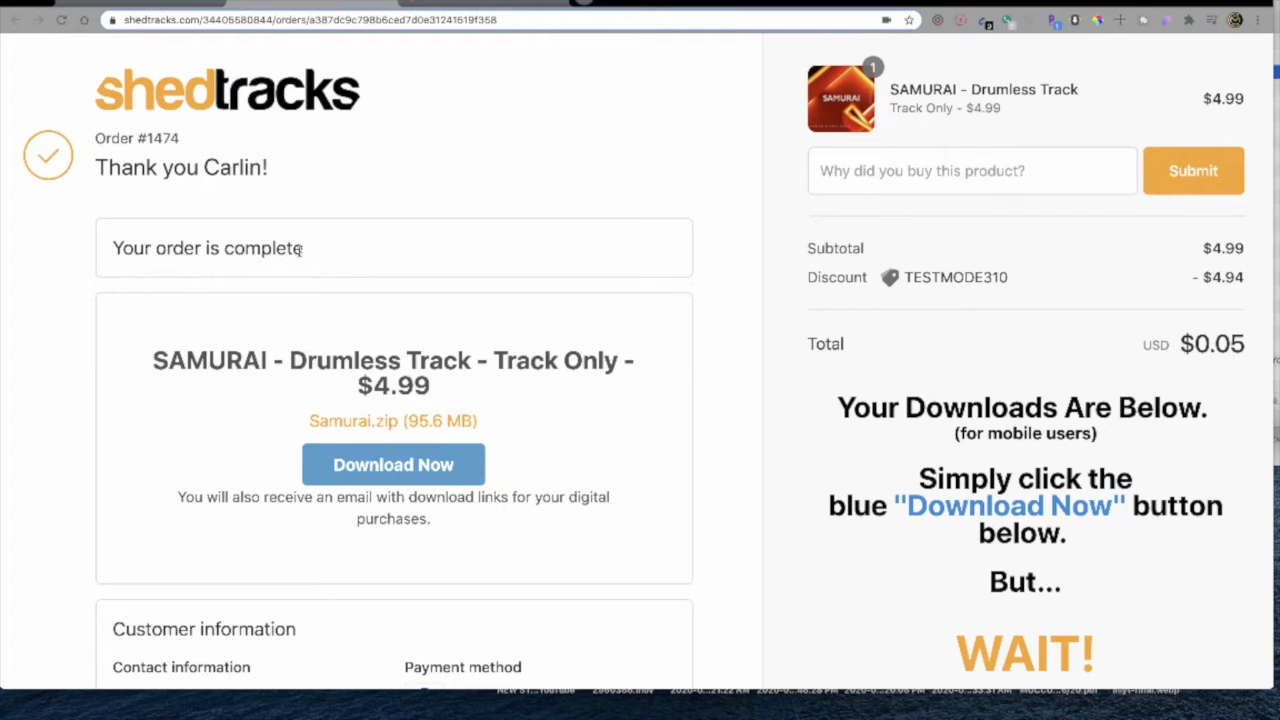 shedtracks.com/34405580844/orders/a387dc9c798b6ced7d0e31241619f358
shedtracks
Order #1474
Thank you Carlin!
Your order is complete
SAMURAI - Drumless Track - Track Only -
$4.99
Samurai.zip (95.6 MB)
Download Now
You will also receive an email with download links for your digital
purchases.
Customer information
Contact information
Payment method
SAMURAI
1
SAMURAI - Drumless Track
Track Only - $4.99
$4.99
Why did you buy this product?
Submit
Subtotal
$4.99
Discount
TESTMODE310
- $4.94
Total
USD $0.05
Your Downloads Are Below.
(for mobile users)
Simply click the
blue "Download Now" button
below.
But...
WAIT!